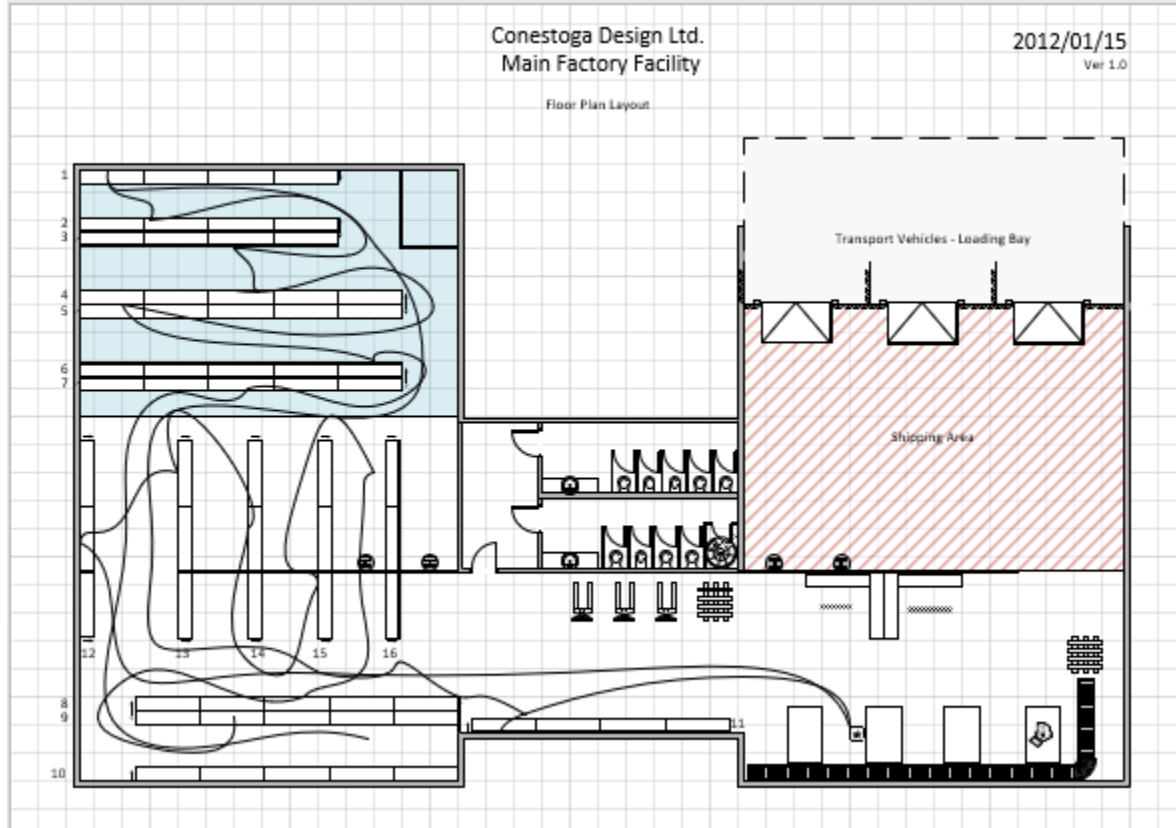 Conestoga Design Ltd.
Main Factory Facility
2012/01/15
Ver 1.0
Floor Plan Layout
1
2
3
Transport Vehicles - Loading Bay
4
5
6
7
Shipping Area
12
13
14
15
16
8
9
11
10